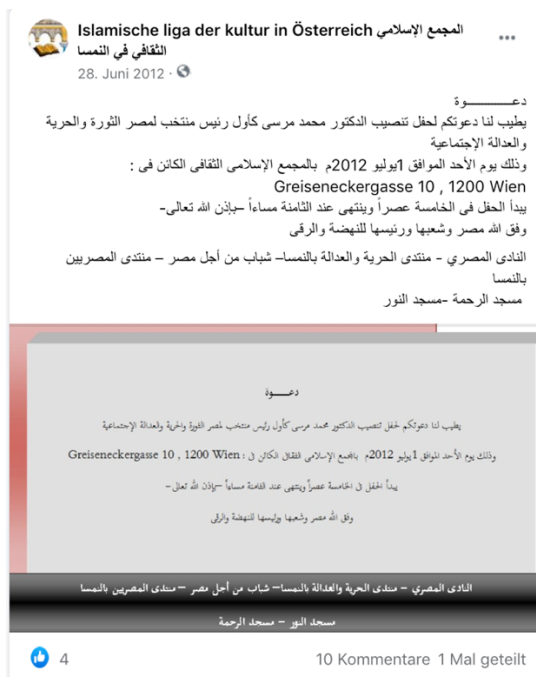 Islamische liga der kultur in Österreich المجمع الإسلامي
الثقافي في النمسا
28. Juni 2012 ·
دعـــــــــوة
يطيب لنا دعوتكم لحفل تنصيب الدكتور محمد مرسى كأول رئيس منتخب لمصر الثورة والحرية
والعدالة الإجتماعية
وذلك يوم الأحد الموافق 1يوليو 2012م بالمجمع الإسلامى الثقافى الكائن فى :
Greiseneckergasse 10 , 1200 Wien
يبدأ الحفل فى الخامسة عصراً وينتهى عند الثامنة مساءاً –بإذن الله تعالى-
وفق الله مصر وشعبها ورئيسها للنهضة والرقى
النادى المصري - منتدى الحرية والعدالة بالنمسا– شباب من أجل مصر – منتدى المصريين
بالنمسا
مسجد الرحمة -مسجد النور
دعــــوة
يطيب لنا دعوتكم لحفل تنصيب الدكتور محمد مرسى كأول رئيس منتخب لمصر الثورة والحرية والعدالة الإجتماعية
وذلك يوم الأحد الموافق 1يوليو 2012م بالمجمع الإسلامى الثقافى الكائن فى : Greiseneckergasse 10 , 1200 Wien
يبدأ الحفل فى الخامسة عصراً وينتهى عند الثامنة مساءاً –بإذن الله تعالى-
وفق الله مصر وشعبها ورئيسها للنهضة والرقى
النادى المصري – منتدى الحرية والعدالة بالنمسا– شباب من أجل مصر –منتدى المصريين بالنمسا
مسجد النور – مسجد الرحمة
4
10 Kommentare 1 Mal geteilt